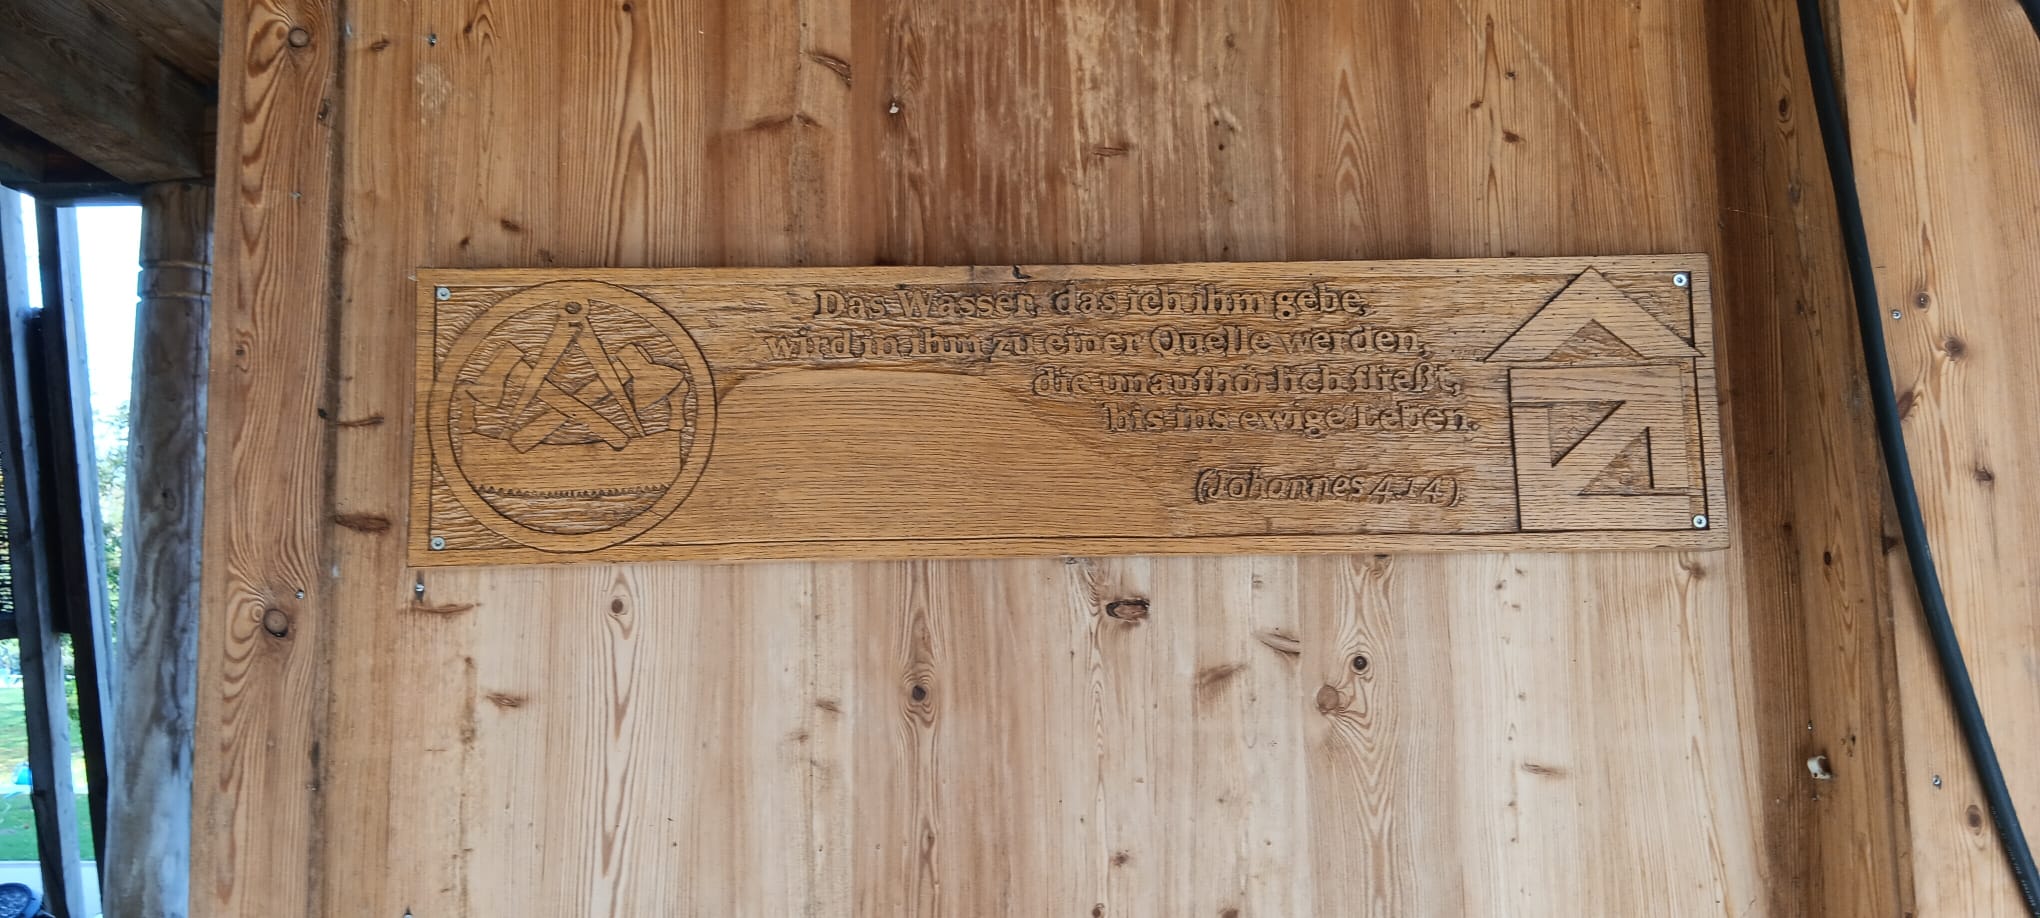 Das Wasser, das ich ihm gebe,
wird in ihm zu einer Quelle werden,
die unaufhörlich fließt,
bis ins ewige Leben.
(Johannes 4,14)